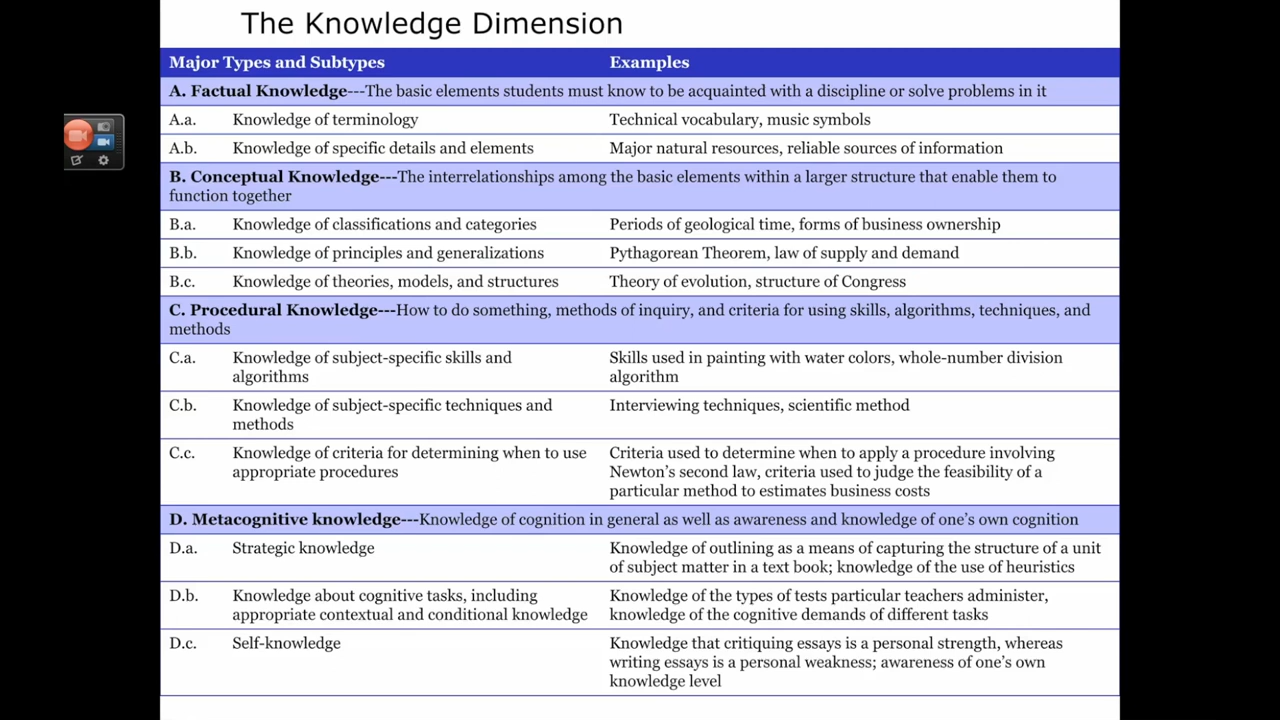 The Knowledge Dimension
Major Types and Subtypes Examples
A. Factual Knowledge---The basic elements students must know to be acquainted with a discipline or solve problems in it
A.a. Knowledge of terminology Technical vocabulary, music symbols
A.b. Knowledge of specific details and elements Major natural resources, reliable sources of information
B. Conceptual Knowledge---The interrelationships among the basic elements within a larger structure that enable them to
function together
B.a. Knowledge of classifications and categories Periods of geological time, forms of business ownership
B.b. Knowledge of principles and generalizations Pythagorean Theorem, law of supply and demand
B.c. Knowledge of theories, models, and structures Theory of evolution, structure of Congress
C. Procedural Knowledge---How to do something, methods of inquiry, and criteria for using skills, algorithms, techniques, and
methods
C.a. Knowledge of subject-specific skills and Skills used in painting with water colors, whole-number division
algorithms algorithm
C.b. Knowledge of subject-specific techniques and Interviewing techniques, scientific method
methods
C.c. Knowledge of criteria for determining when to use Criteria used to determine when to apply a procedure involving
appropriate procedures Newton's second law, criteria used to judge the feasibility of a
particular method to estimates business costs
D. Metacognitive knowledge---Knowledge of cognition in general as well as awareness and knowledge of one's own cognition
D.a. Strategic knowledge Knowledge of outlining as a means of capturing the structure of a unit
of subject matter in a text book; knowledge of the use of heuristics
D.b. Knowledge about cognitive tasks, including Knowledge of the types of tests particular teachers administer,
appropriate contextual and conditional knowledge knowledge of the cognitive demands of different tasks
D.c. Self-knowledge Knowledge that critiquing essays is a personal strength, whereas
writing essays is a personal weakness; awareness of one's own
knowledge level